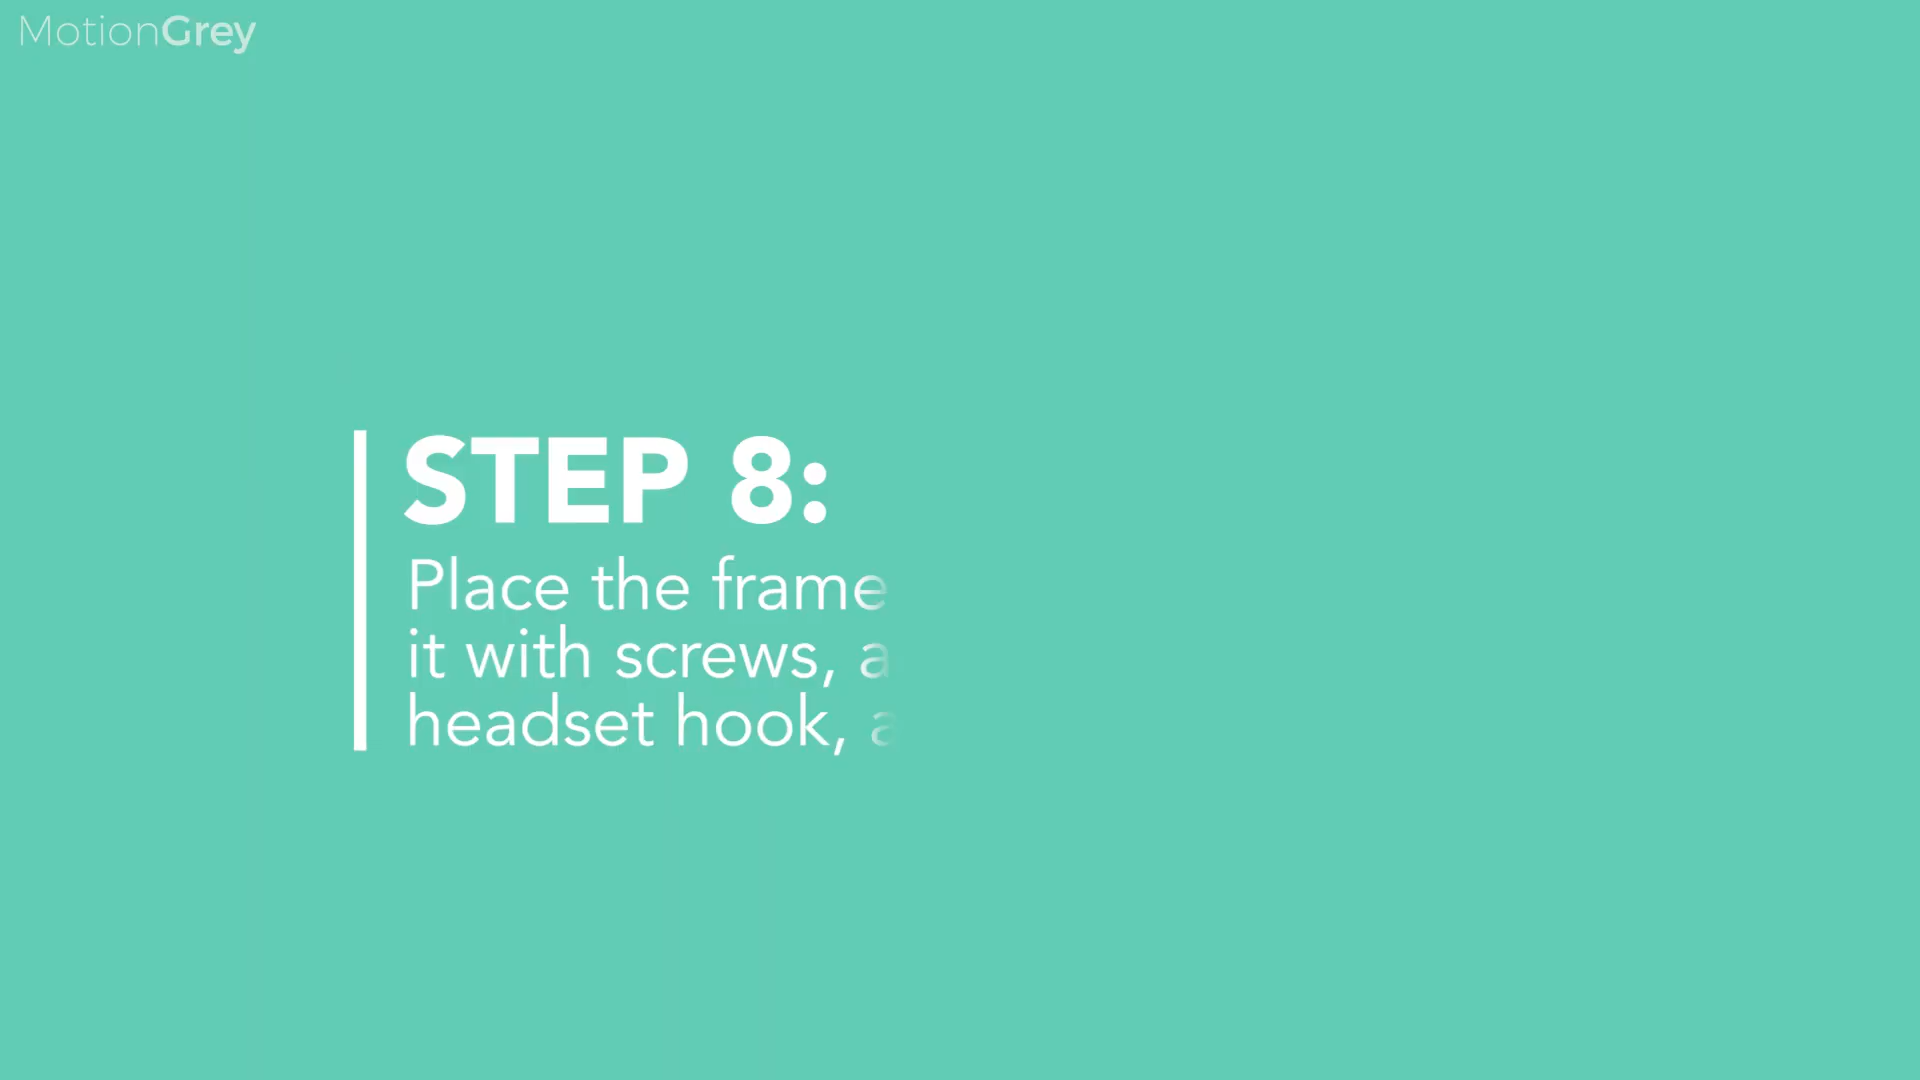 MotionGrey
STEP 8:
Place the frame
it with screws,
headset hook,